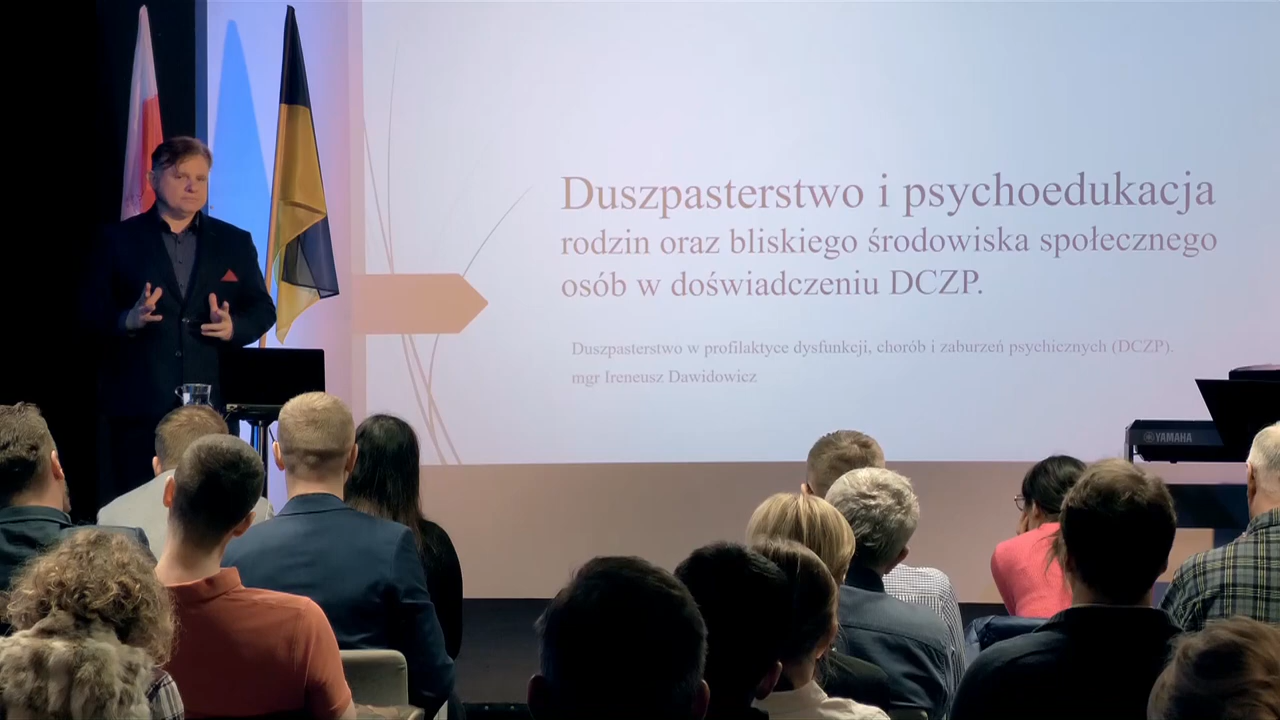 Duszpasterstwo i psychoedukacja
rodzin oraz bliskiego środowiska społecznego
osób w doświadczeniu DCZP.
Duszpasterstwo w profilaktyce dysfunkcji, chorób i zaburzeń psychicznych (DCZP).
mgr Ireneusz Dawidowicz
YAMAHA